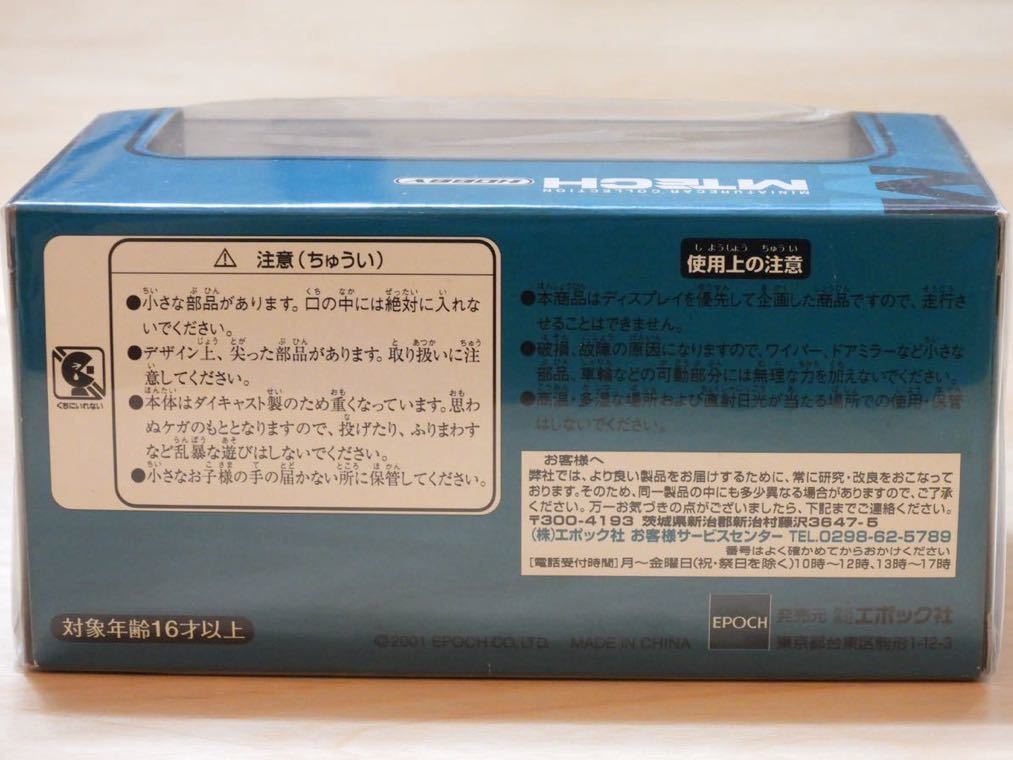 MTECH HOBBY
MINIATURECAR COLLECTION
注意(ちゅうい)
●小さな部品があります。口の中には絶対に入れな
いでください。
●デザイン上、尖った部品があります。取り扱いに注
意してください。
●本体はダイキャスト製のため重くなっています。思わ
ぬケガのもととなりますので、投げたり、ふりまわす
など乱暴な遊びはしないでください。
●小さなお子様の手の届かない所に保管してください。
くちにいれない
対象年齢16才以上
しようじょう ちゅうい
使用上の注意
●本商品はディスプレイを優先して企画した商品ですので、走行さ
せることはできません。
●破損、故障の原因になりますので、ワイパー、ドアミラーなど小さな
部品、車輪などの可動部分には無理な力を加えないでください。
●高温・多湿な場所および直射日光が当たる場所での使用・保管
はしないでください。
お客様へ
弊社では、より良い製品をお届けするために、常に研究・改良をおこなって
おります。そのため、同一製品の中にも多少異なる場合がありますので、ご了承
ください。万一お気づきの点がございましたら、下記までご連絡ください。
〒300-4193 茨城県新治郡新治村藤沢3647-5
(株)エポック社 お客様サービスセンター TEL.0298-62-5789
番号はよく確かめてからおかけください
[電話受付時間]月〜金曜日(祝・祭日を除く)10時〜12時、13時〜17時
©2001 EPOCH CO., LTD. MADE IN CHINA
EPOCH
発売元 株式会社エポック社
東京都台東区駒形1-12-3